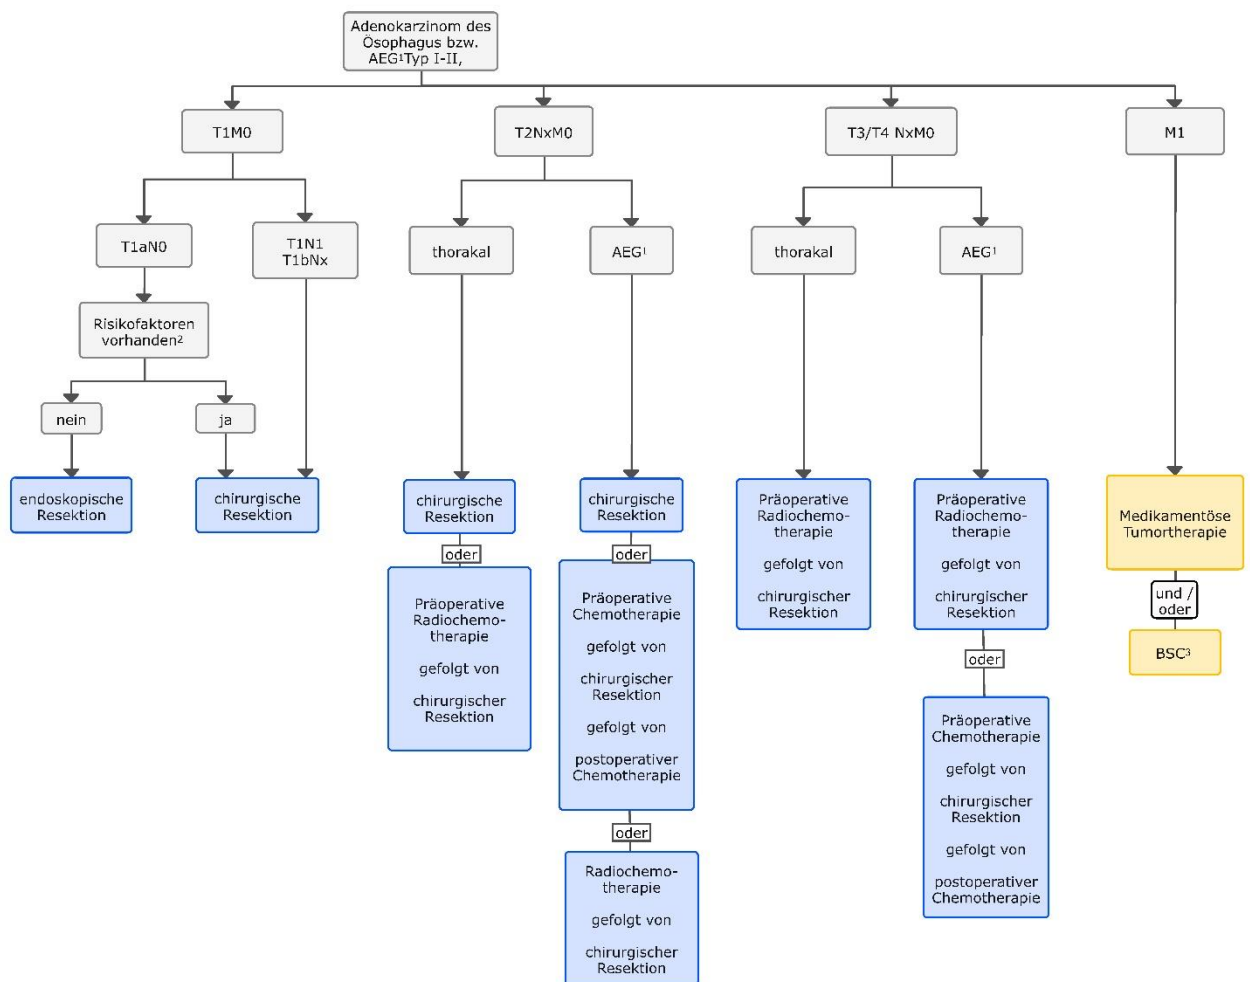 Adenokarzinom des
Ösophagus bzw.
AEG¹Typ I-II,
T1M0
T2NxM0
T3/T4 NxM0
M1
T1aN0
T1N1
T1bNx
thorakal
AEG¹
thorakal
AEG¹
Risikofaktoren
vorhanden²
nein
ja
endoskopische
Resektion
chirurgische
Resektion
chirurgische
Resektion
oder
Präoperative
Radiochemo-
therapie
gefolgt von
chirurgischer
Resektion
chirurgische
Resektion
oder
Präoperative
Chemotherapie
gefolgt von
chirurgischer
Resektion
gefolgt von
postoperativer
Chemotherapie
oder
Radiochemo-
therapie
gefolgt von
chirurgischer
Resektion
Präoperative
Radiochemo-
therapie
gefolgt von
chirurgischer
Resektion
Präoperative
Radiochemo-
therapie
gefolgt von
chirurgischer
Resektion
oder
Präoperative
Chemotherapie
gefolgt von
chirurgischer
Resektion
gefolgt von
postoperativer
Chemotherapie
Medikamentöse
Tumortherapie
und /
oder
BSC³